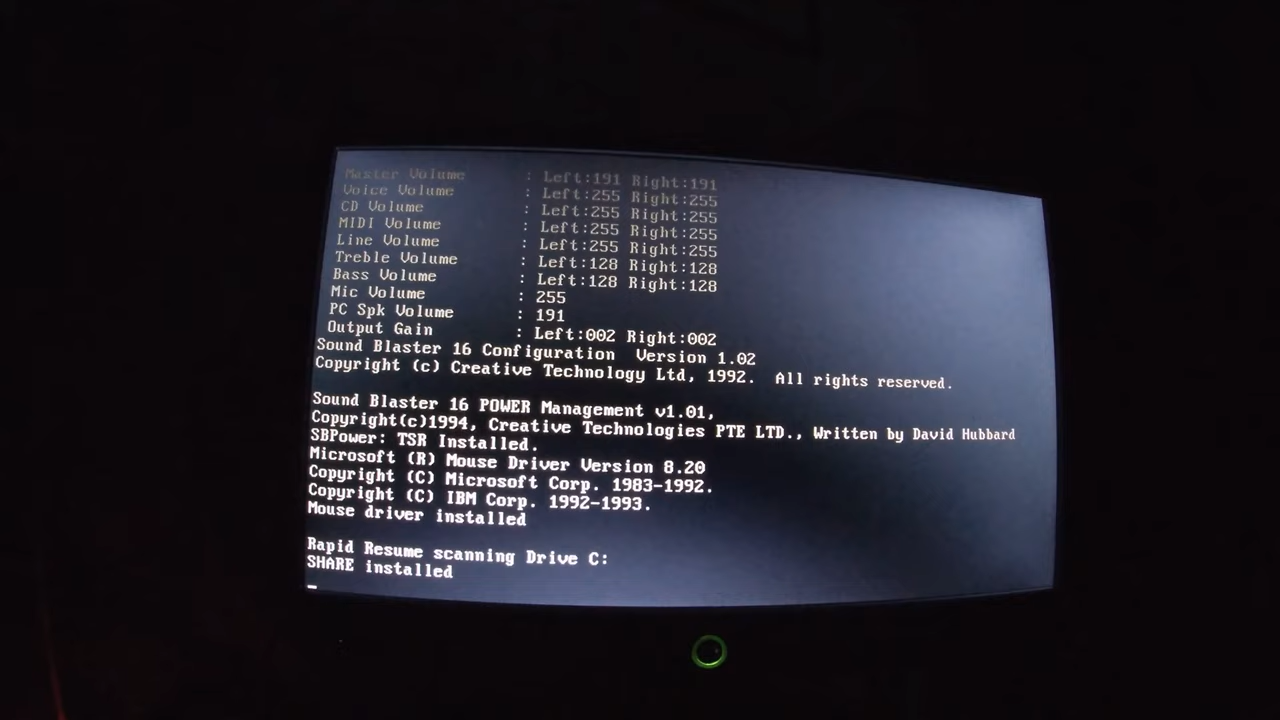 Master Volume : Left:191 Right:191
Voice Volume : Left:255 Right:255
CD Volume : Left:255 Right:255
MIDI Volume : Left:255 Right:255
Line Volume : Left:255 Right:255
Treble Volume : Left:128 Right:128
Bass Volume : Left:128 Right:128
Mic Volume : 255
PC Spk Volume : 191
Output Gain : Left:002 Right:002
Sound Blaster 16 Configuration Version 1.02
Copyright (c) Creative Technology Ltd, 1992. All rights reserved.
Sound Blaster 16 POWER Management v1.01,
Copyright(c)1994, Creative Technologies PTE LTD., Written by David Hubbard
SBPower: TSR Installed.
Microsoft (R) Mouse Driver Version 8.20
Copyright (C) Microsoft Corp. 1983-1992.
Copyright (C) IBM Corp. 1992-1993.
Mouse driver installed
Rapid Resume scanning Drive C:
SHARE installed